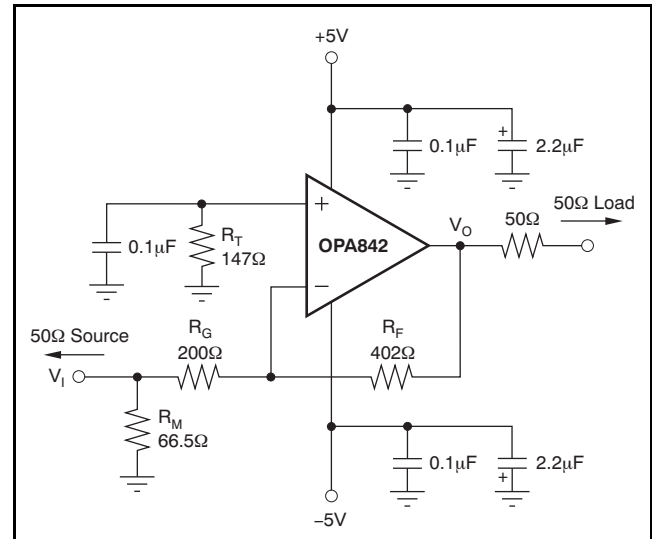 +5V
0.1μF
+
2.2μF
50Ω Load
50Ω
V_O
+
OPA842
−
0.1μF
R_T
147Ω
50Ω Source
R_G
200Ω
R_F
402Ω
V_I
R_M
66.5Ω
0.1μF
2.2μF
+
−5V